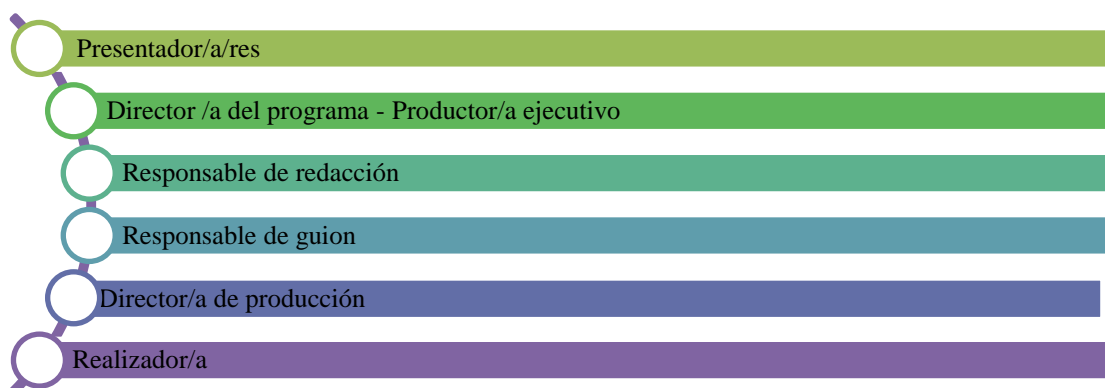 Presentador/a/res
Director /a del programa - Productor/a ejecutivo
Responsable de redacción
Responsable de guion
Director/a de producción
Realizador/a